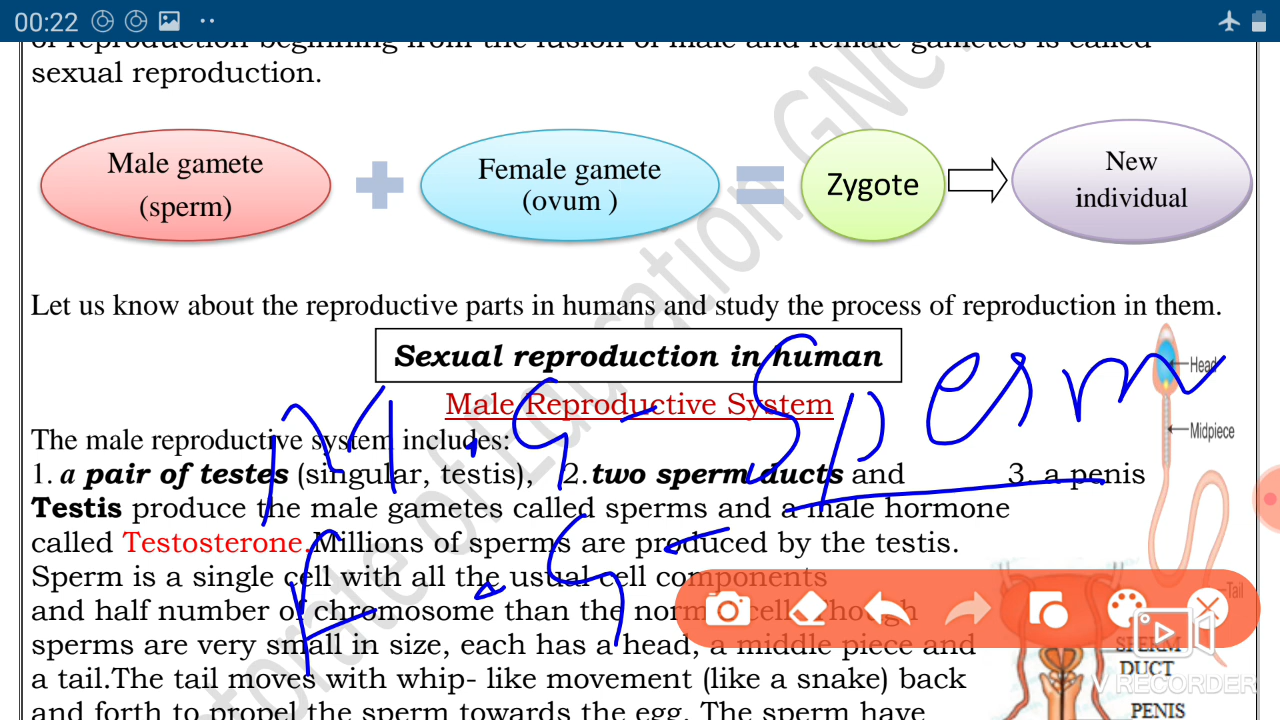 00:22
of reproduction beginning from the fusion of male and female gametes is called
sexual reproduction.
Male gamete
(sperm)
Female gamete
(ovum )
Zygote
New
individual
Let us know about the reproductive parts in humans and study the process of reproduction in them.
Sexual reproduction in human
Male Reproductive System
The male reproductive system includes:
1. a pair of testes (singular, testis), 2. two sperm ducts and 3. a penis
Testis produce the male gametes called sperms and a male hormone
called Testosterone. Millions of sperms are produced by the testis.
Sperm is a single cell with all the usual cell components
and half number of chromosome than the normal cell. Though
sperms are very small in size, each has a head, a middle piece and
a tail.The tail moves with whip- like movement (like a snake) back
and forth to propel the sperm towards the egg. The sperm have
Head
Midpiece
Tail
SPERM
DUCT
PENIS
M.G - Sperm
F.G -
VRECORDER